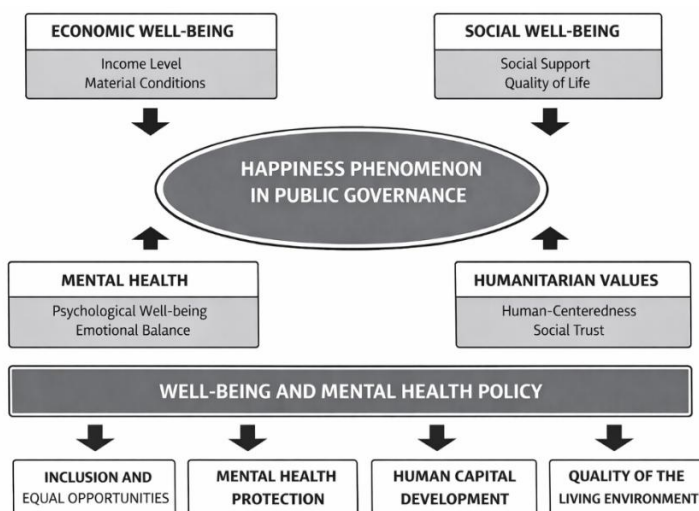 ECONOMIC WELL-BEING
Income Level
Material Conditions
SOCIAL WELL-BEING
Social Support
Quality of Life
HAPPINESS PHENOMENON
IN PUBLIC GOVERNANCE
MENTAL HEALTH
Psychological Well-being
Emotional Balance
HUMANITARIAN VALUES
Human-Centeredness
Social Trust
WELL-BEING AND MENTAL HEALTH POLICY
INCLUSION AND
EQUAL OPPORTUNITIES
MENTAL HEALTH
PROTECTION
HUMAN CAPITAL
DEVELOPMENT
QUALITY OF THE
LIVING ENVIRONMENT